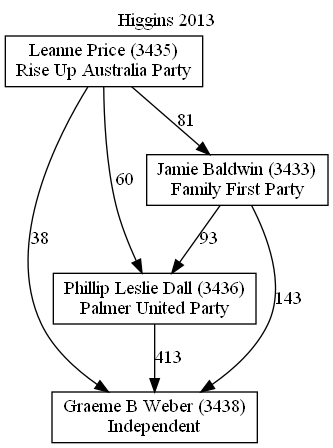 Higgins 2013
Leanne Price (3435)
Rise Up Australia Party
81
Jamie Baldwin (3433)
Family First Party
60
38
93
Phillip Leslie Dall (3436)
Palmer United Party
143
413
Graeme B Weber (3438)
Independent